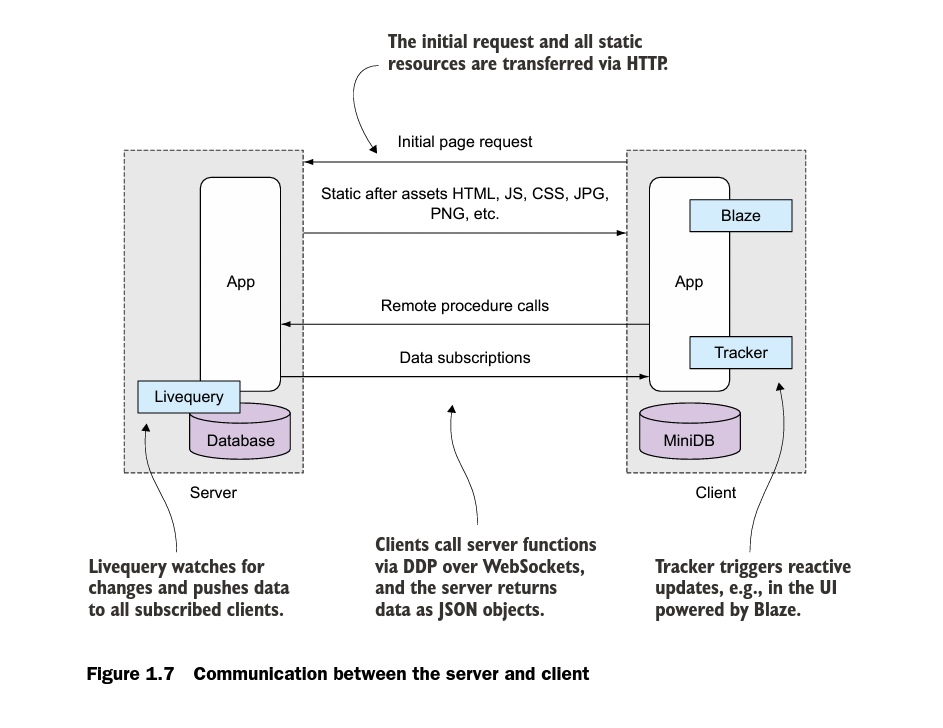 The initial request and all static
resources are transferred via HTTP.
Initial page request
Static after assets HTML, JS, CSS, JPG,
PNG, etc.
Blaze
App
App
Remote procedure calls
Tracker
Data subscriptions
Livequery
Database
MiniDB
Server
Client
Livequery watches for
changes and pushes data
to all subscribed clients.
Clients call server functions
via DDP over WebSockets,
and the server returns
data as JSON objects.
Tracker triggers reactive
updates, e.g., in the UI
powered by Blaze.
Figure 1.7 Communication between the server and client